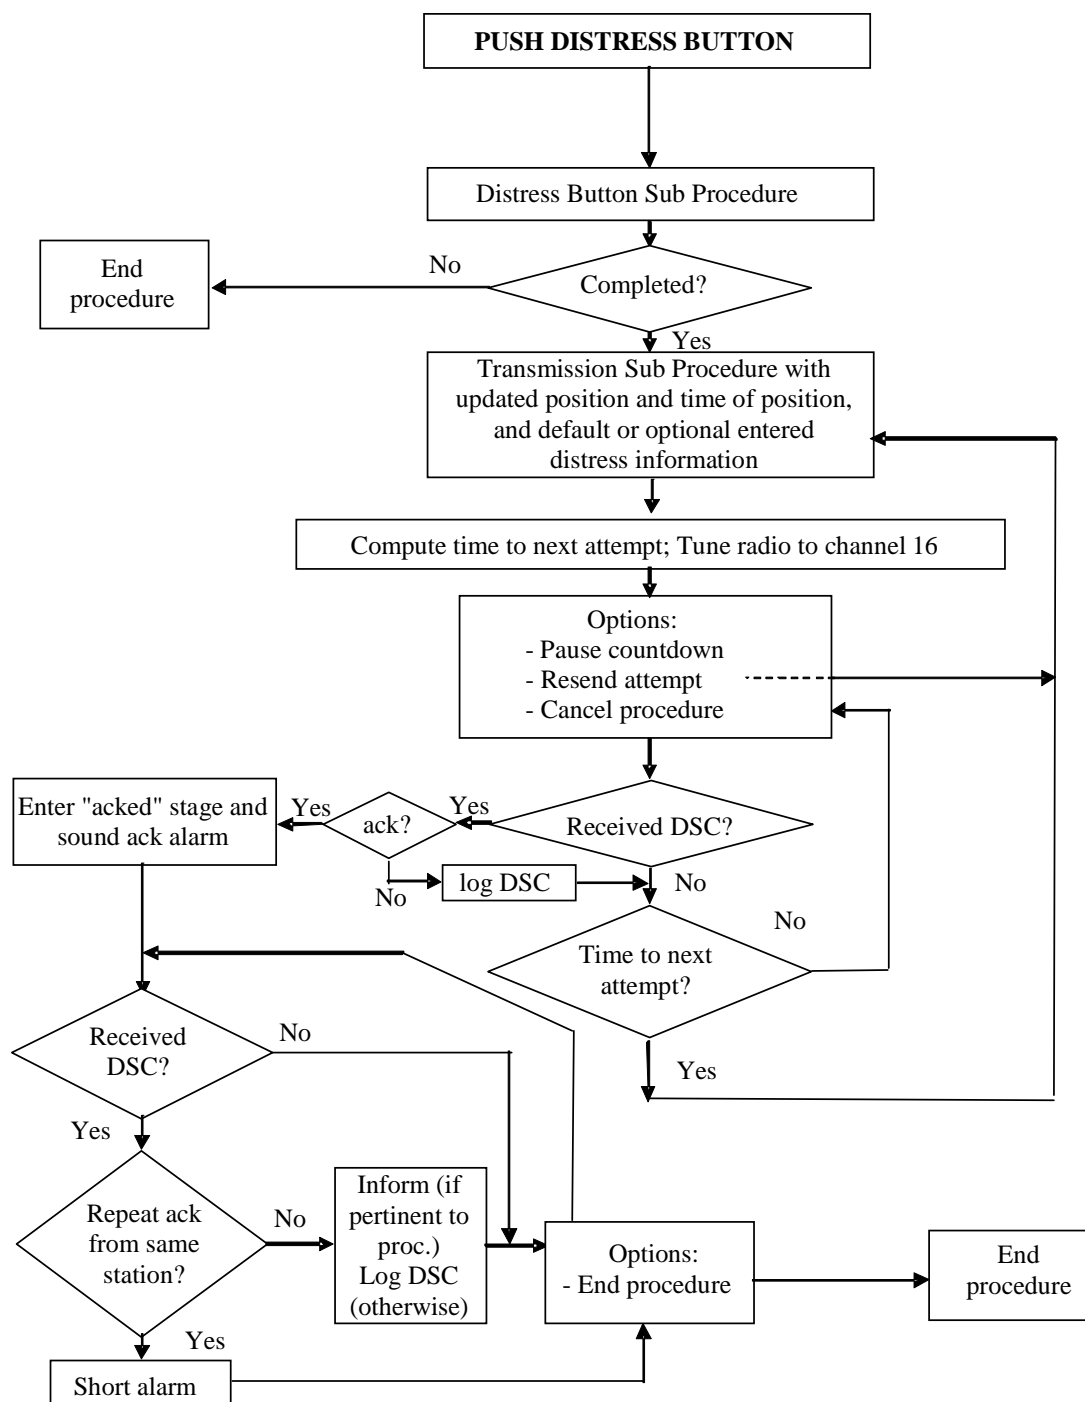 PUSH DISTRESS BUTTON
Distress Button Sub Procedure
End
procedure
No
Completed?
Yes
Transmission Sub Procedure with
updated position and time of position,
and default or optional entered
distress information
Compute time to next attempt; Tune radio to channel 16
Options:
- Pause countdown
- Resend attempt
- Cancel procedure
Enter "acked" stage and
sound ack alarm
Yes
ack?
Yes
Received DSC?
No
log DSC
No
No
Time to next
attempt?
Yes
Received
DSC?
No
Yes
Repeat ack
from same
station?
No
Inform (if
pertinent to
proc.)
Log DSC
(otherwise)
Options:
- End procedure
End
procedure
Yes
Short alarm